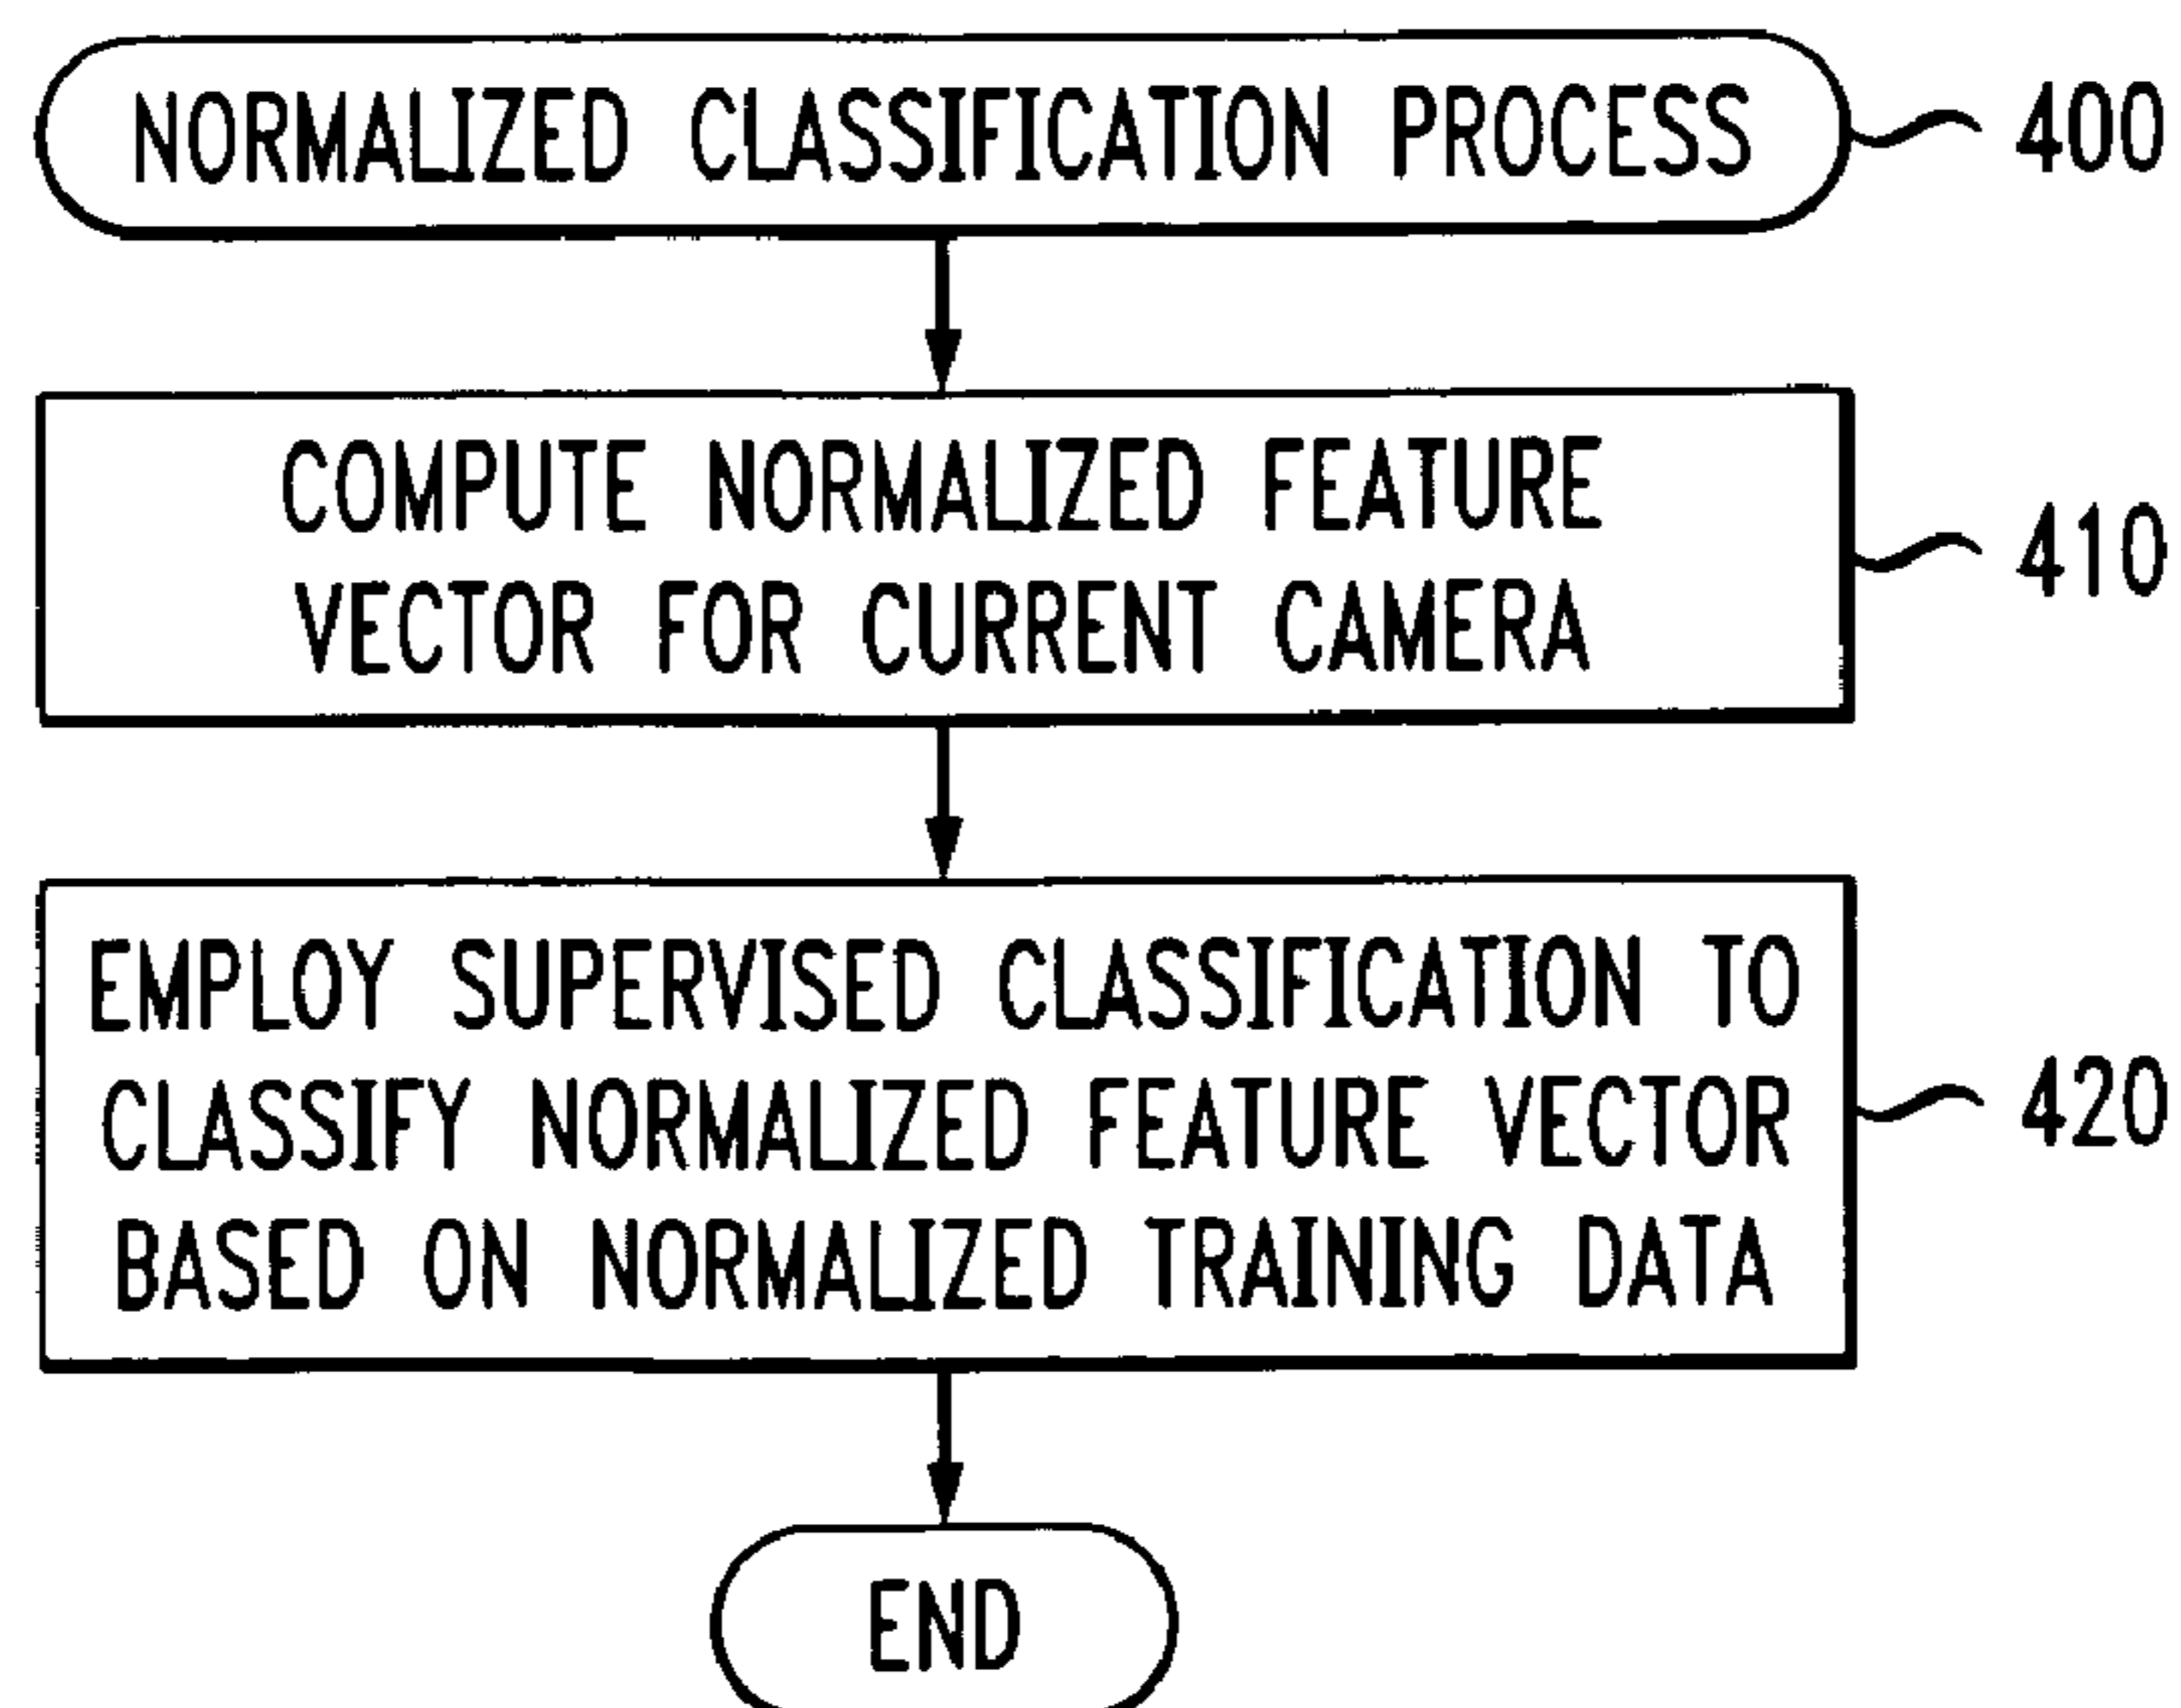 NORMALIZED CLASSIFICATION PROCESS 400
COMPUTE NORMALIZED FEATURE
VECTOR FOR CURRENT CAMERA
410
EMPLOY SUPERVISED CLASSIFICATION TO
CLASSIFY NORMALIZED FEATURE VECTOR
BASED ON NORMALIZED TRAINING DATA
420
END